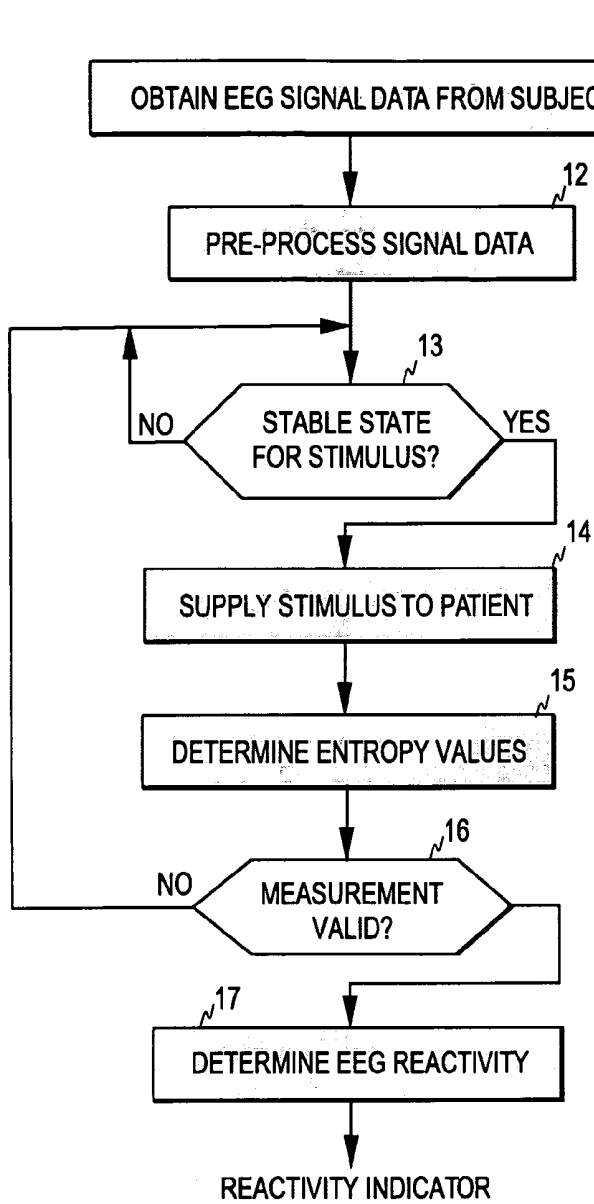 OBTAIN EEG SIGNAL DATA FROM SUBJEC
12
PRE-PROCESS SIGNAL DATA
13
NO
STABLE STATE
FOR STIMULUS?
YES
14
SUPPLY STIMULUS TO PATIENT
15
DETERMINE ENTROPY VALUES
16
NO
MEASUREMENT
VALID?
17
DETERMINE EEG REACTIVITY
REACTIVITY INDICATOR